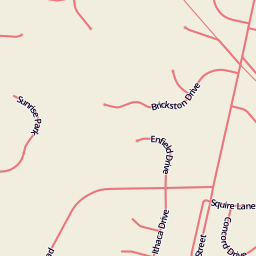 Sunrise Park
Brickston Drive
Enfield Drive
Squire Lane
Ithaca Drive
Concord Drive
Street